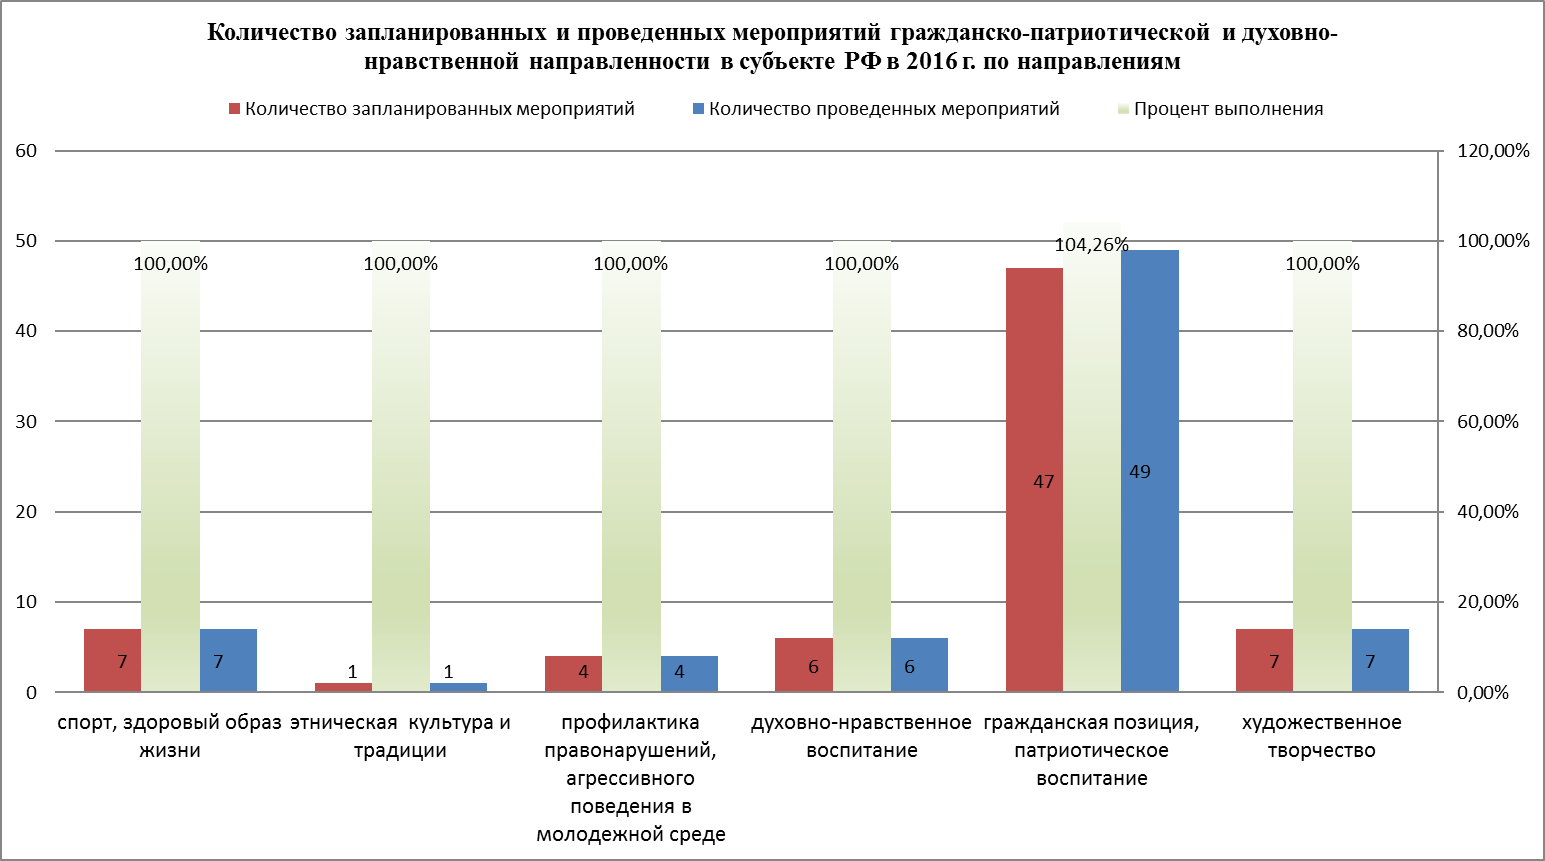 Количество запланированных и проведенных мероприятий гражданско-патриотической и духовно-
нравственной направленности в субъекте РФ в 2016 г. по направлениям
Количество запланированных мероприятий
Количество проведенных мероприятий
Процент выполнения
60
50
40
30
20
10
0
120,00%
100,00%
80,00%
60,00%
40,00%
20,00%
0,00%
100,00%
100,00%
100,00%
100,00%
104,26%
100,00%
7
7
1
1
4
4
6
6
47
49
7
7
спорт, здоровый образ
жизни
этническая культура и
традиции
профилактика
правонарушений,
агрессивного
поведения в
молодежной среде
духовно-нравственное
воспитание
гражданская позиция,
патриотическое
воспитание
художественное
творчество